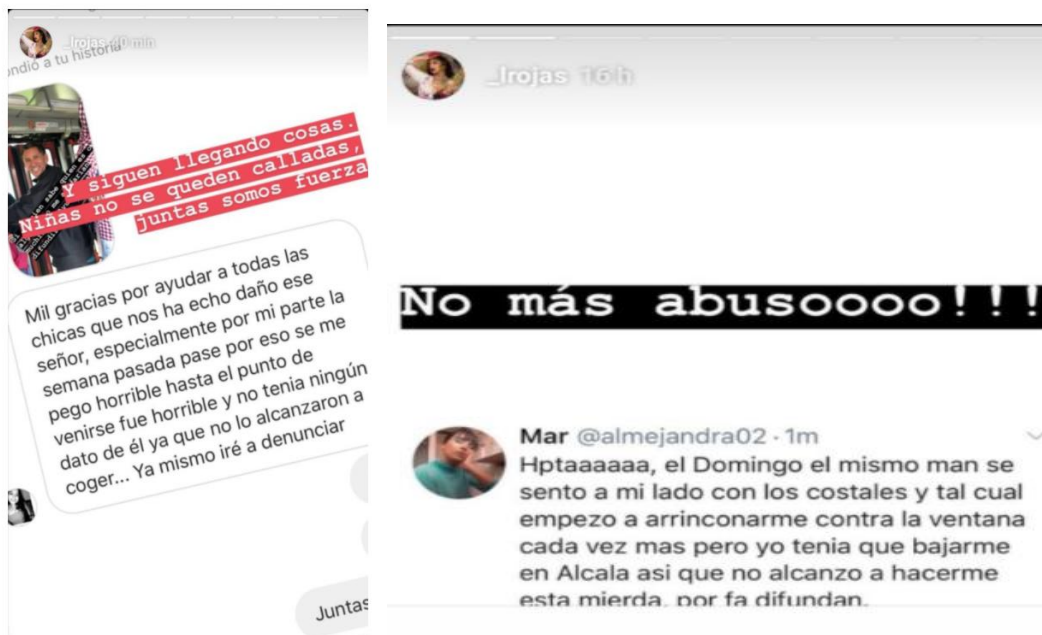 _lrojas 40 min
ondió a tu historia
Y siguen llegando cosas.
Niñas no se queden calladas,
juntas somos fuerza
Mil gracias por ayudar a todas las
chicas que nos ha echo daño ese
señor, especialmente por mi parte la
semana pasada pase por eso se me
pego horrible hasta el punto de
venirse fue horrible y no tenia ningún
dato de él ya que no lo alcanzaron a
coger... Ya mismo iré a denunciar
Juntas
_lrojas 16 h
No más abusoooo!!!
Mar @almejandra02 · 1m
Hptaaaaaa, el Domingo el mismo man se
sento a mi lado con los costales y tal cual
empezo a arrinconarme contra la ventana
cada vez mas pero yo tenia que bajarme
en Alcala asi que no alcanzo a hacerme
esta mierda, por fa difundan.